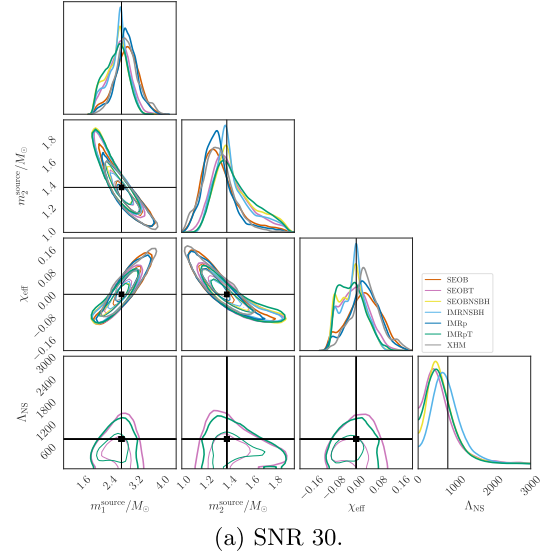 m₂^source/M⊙
1.8
1.6
1.4
1.2
1.0
χeff
0.16
0.08
0.00
−0.08
−0.16
SEOB
SEOBT
SEOBNSBH
IMRNSBH
IMRp
IMRpT
XHM
Λ_NS
3000
2400
1800
1200
600
1.6 2.4 3.2 4.0
1.0 1.2 1.4 1.6 1.8
−0.16 −0.08 0.00 0.08 0.16
0 1000 2000 3000
m₁^source/M⊙
m₂^source/M⊙
χeff
Λ_NS
(a) SNR 30.